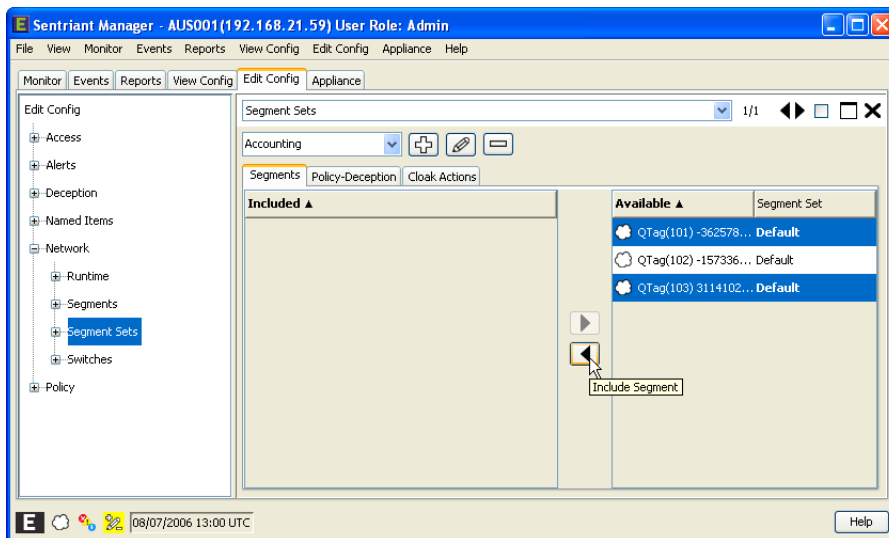 E Sentriant Manager - AUS001(192.168.21.59) User Role: Admin
File View Monitor Events Reports View Config Edit Config Appliance Help
Monitor Events Reports View Config Edit Config Appliance
Edit Config
Access
Alerts
Deception
Named Items
Network
Runtime
Segments
Segment Sets
Switches
Policy
Segment Sets 1/1
Accounting
Segments Policy-Deception Cloak Actions
Included ▲
Available ▲ Segment Set
QTag(101) -362578... Default
QTag(102) -157336... Default
QTag(103) 3114102... Default
Include Segment
E 08/07/2006 13:00 UTC Help